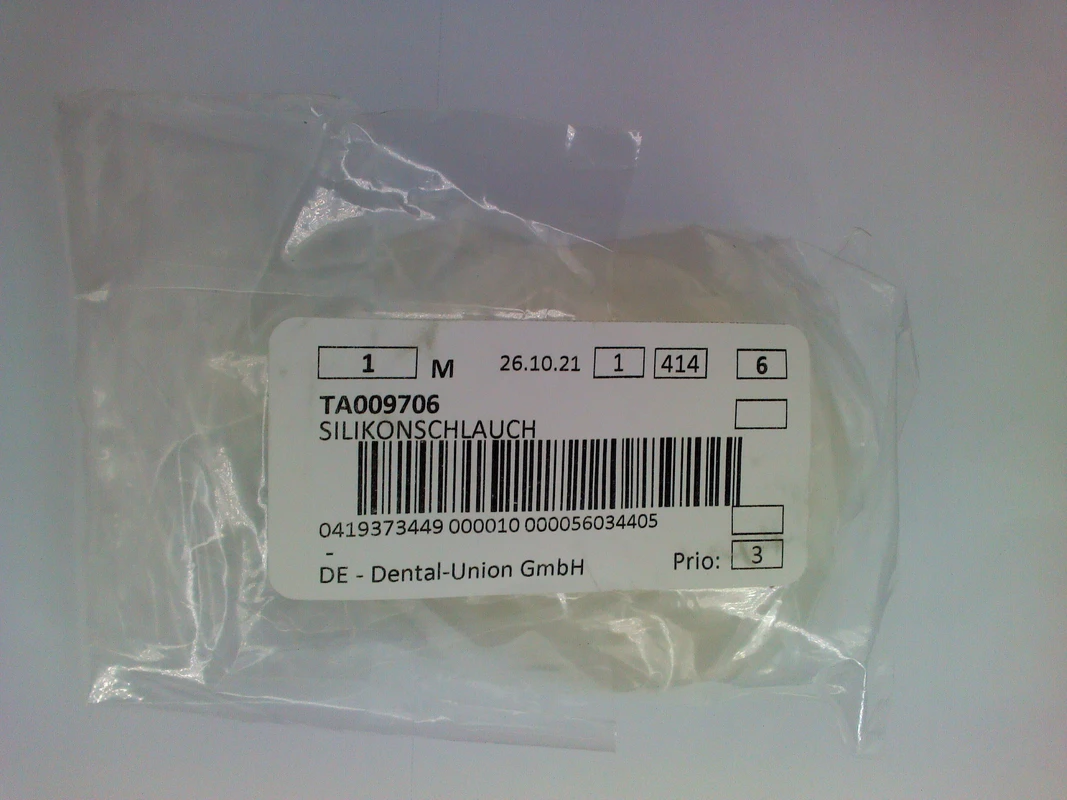 1 M 26.10.21 1 414 6
TA009706
SILIKONSCHLAUCH
0419373449 000010 000056034405
-
DE - Dental-Union GmbH Prio: 3